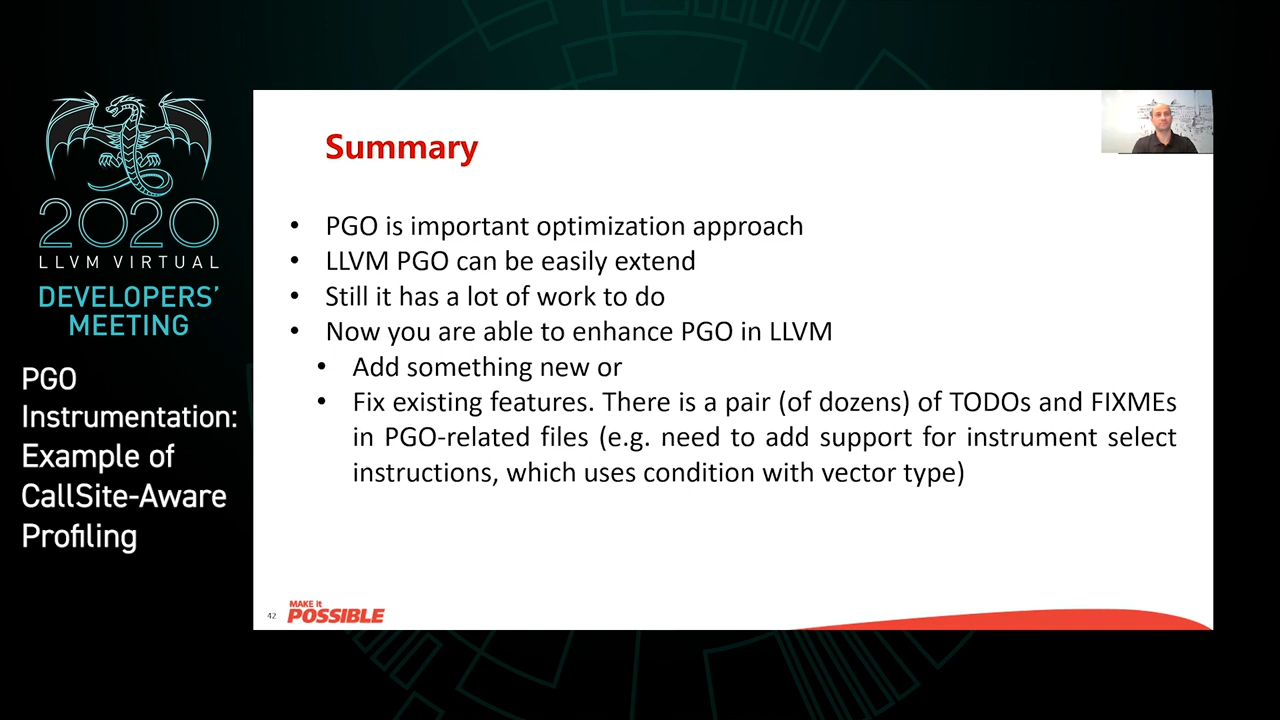 2020
LLVM VIRTUAL
DEVELOPERS'
MEETING
PGO
Instrumentation:
Example of
CallSite-Aware
Profiling
Summary
• PGO is important optimization approach
• LLVM PGO can be easily extend
• Still it has a lot of work to do
• Now you are able to enhance PGO in LLVM
• Add something new or
• Fix existing features. There is a pair (of dozens) of TODOs and FIXMEs
in PGO-related files (e.g. need to add support for instrument select
instructions, which uses condition with vector type)
42
MAKE it
POSSIBLE